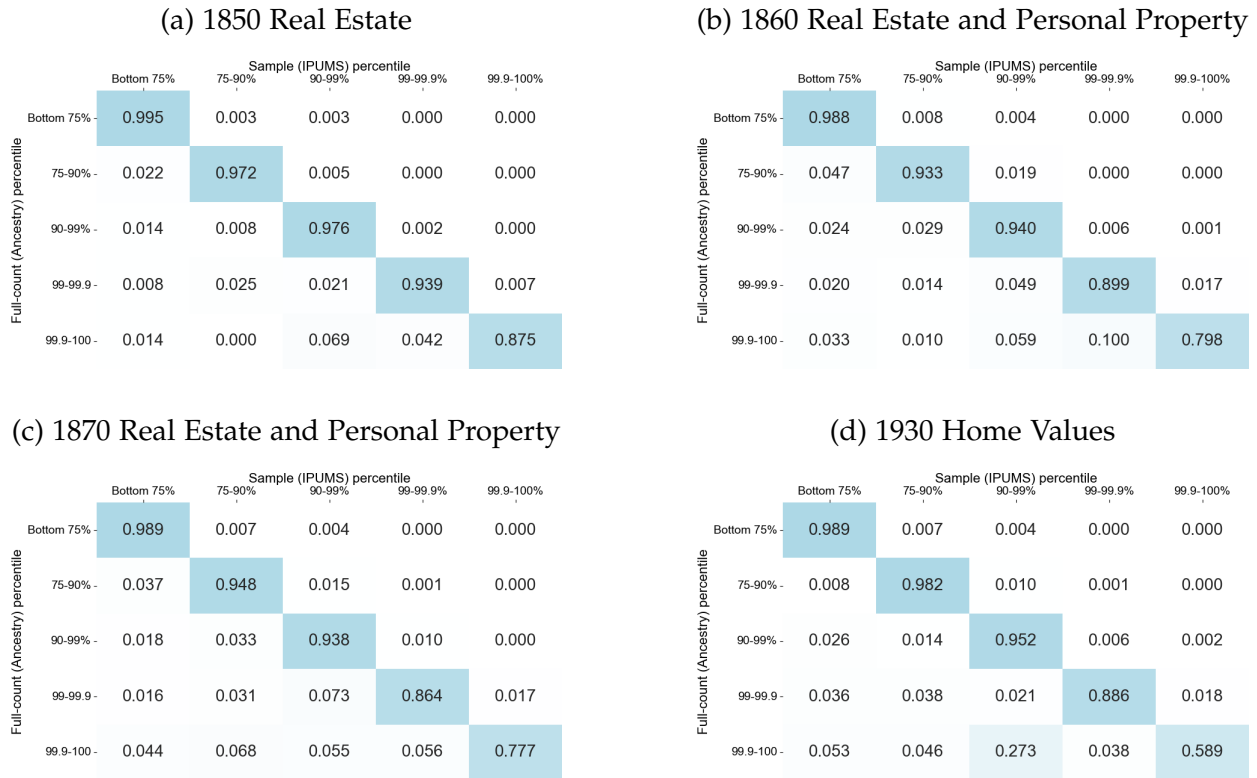 (a) 1850 Real Estate
Sample (IPUMS) percentile
Bottom 75% 75-90% 90-99% 99-99.9% 99.9-100%
Full-count (Ancestry) percentile
Bottom 75% 0.995 0.003 0.003 0.000 0.000
75-90% 0.022 0.972 0.005 0.000 0.000
90-99% 0.014 0.008 0.976 0.002 0.000
99-99.9 0.008 0.025 0.021 0.939 0.007
99.9-100 0.014 0.000 0.069 0.042 0.875
(b) 1860 Real Estate and Personal Property
Sample (IPUMS) percentile
Bottom 75% 75-90% 90-99% 99-99.9% 99.9-100%
Full-count (Ancestry) percentile
Bottom 75% 0.988 0.008 0.004 0.000 0.000
75-90% 0.047 0.933 0.019 0.000 0.000
90-99% 0.024 0.029 0.940 0.006 0.001
99-99.9 0.020 0.014 0.049 0.899 0.017
99.9-100 0.033 0.010 0.059 0.100 0.798
(c) 1870 Real Estate and Personal Property
Sample (IPUMS) percentile
Bottom 75% 75-90% 90-99% 99-99.9% 99.9-100%
Full-count (Ancestry) percentile
Bottom 75% 0.989 0.007 0.004 0.000 0.000
75-90% 0.037 0.948 0.015 0.001 0.000
90-99% 0.018 0.033 0.938 0.010 0.000
99-99.9 0.016 0.031 0.073 0.864 0.017
99.9-100 0.044 0.068 0.055 0.056 0.777
(d) 1930 Home Values
Sample (IPUMS) percentile
Bottom 75% 75-90% 90-99% 99-99.9% 99.9-100%
Full-count (Ancestry) percentile
Bottom 75% 0.989 0.007 0.004 0.000 0.000
75-90% 0.008 0.982 0.010 0.001 0.000
90-99% 0.026 0.014 0.952 0.006 0.002
99-99.9 0.036 0.038 0.021 0.886 0.018
99.9-100 0.053 0.046 0.273 0.038 0.589